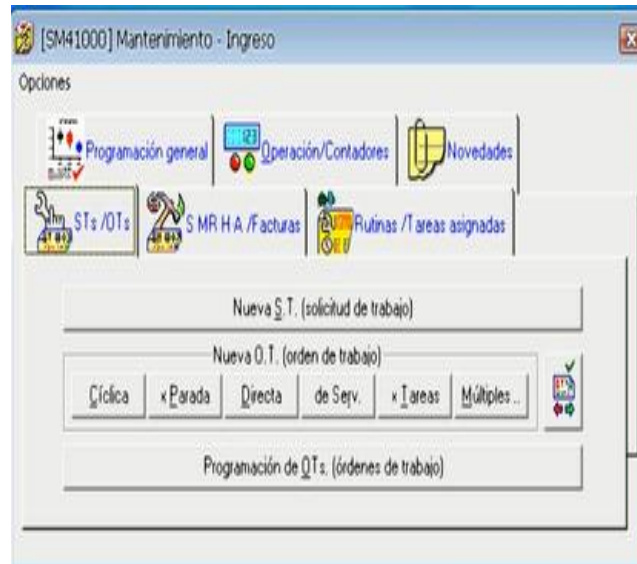 [SM41000] Mantenimiento - Ingreso
Opciones
Programación general
123
Operación/Contadores
Novedades
STs /OTs
S MR H A /Facturas
Rutinas /Tareas asignadas
Nueva S.T. (solicitud de trabajo)
Nueva O.T. (orden de trabajo)
Cíclica
x Parada
Directa
de Serv.
x Tareas
Múltiples ..
Programación de OTs. (órdenes de trabajo)